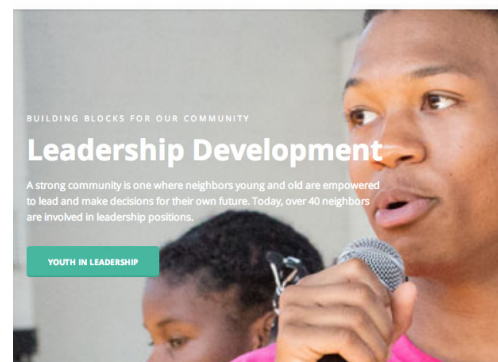 BUILDING BLOCKS FOR OUR COMMUNITY
Leadership Development
A strong community is one where neighbors young and old are empowered
to lead and make decisions for their own future. Today, over 40 neighbors
are involved in leadership positions.
YOUTH IN LEADERSHIP